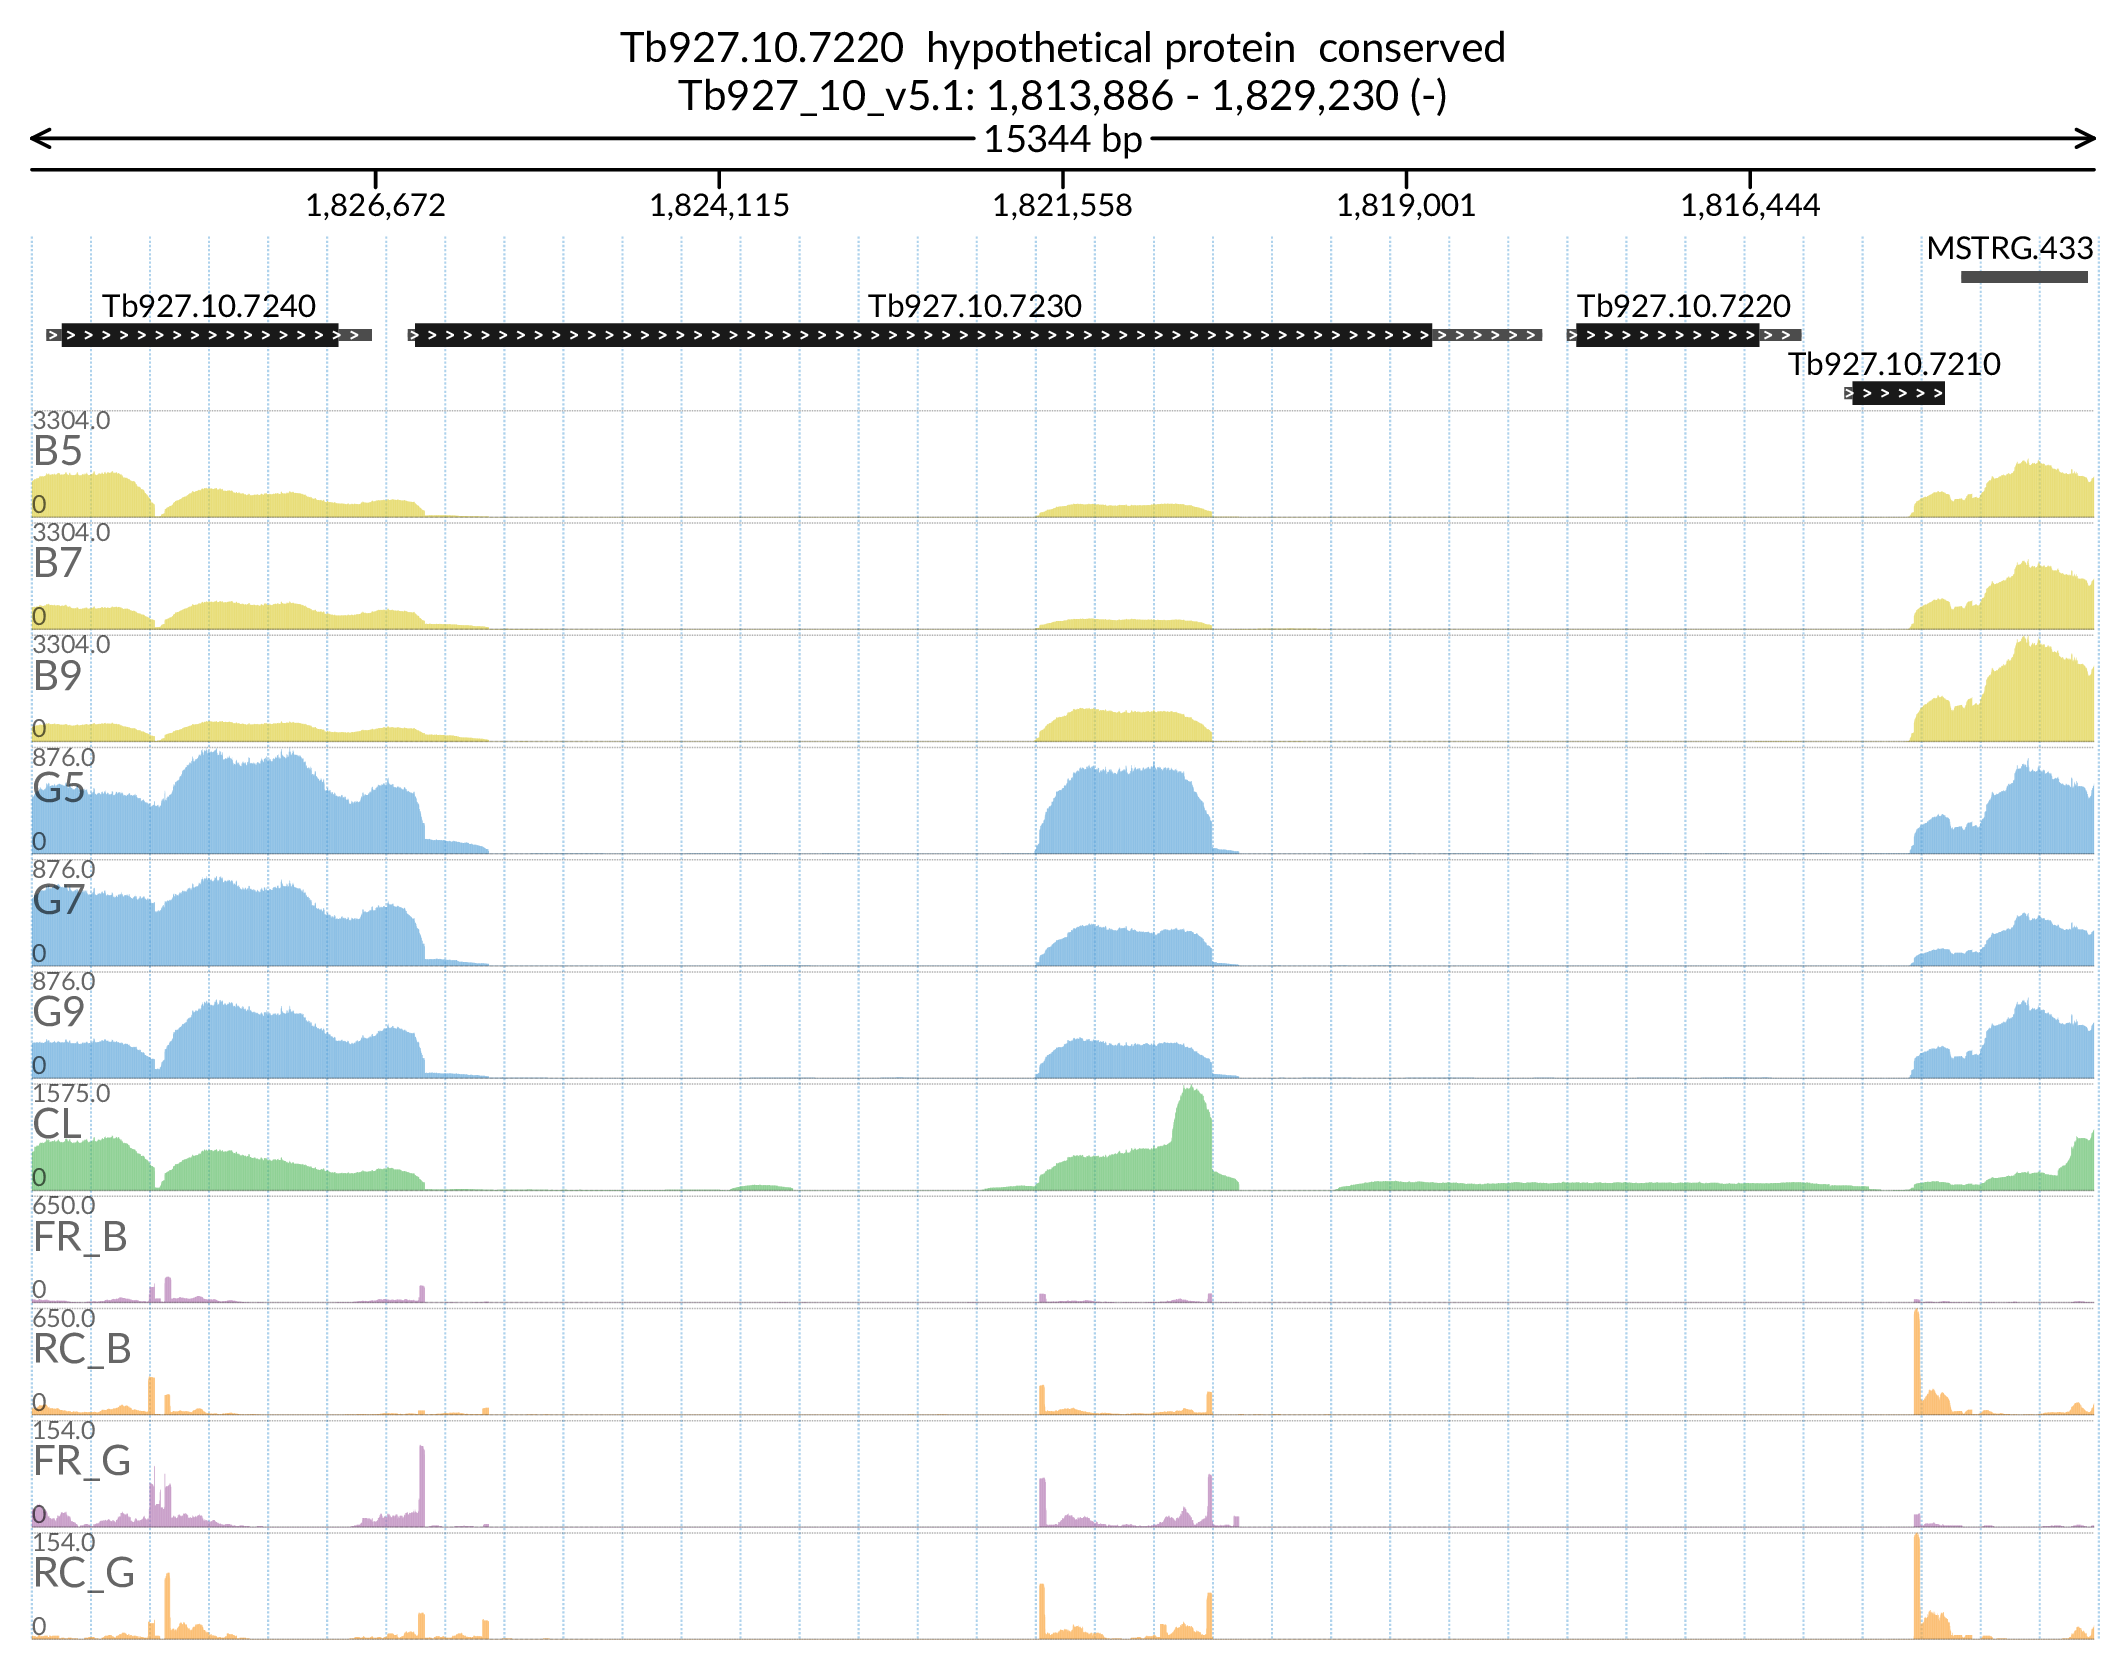 Tb927.10.7220 hypothetical protein conserved
Tb927_10_v5.1: 1,813,886 - 1,829,230 (-)
15344 bp
1,826,672 1,824,115 1,821,558 1,819,001 1,816,444
MSTRG.433
Tb927.10.7240 Tb927.10.7230 Tb927.10.7220
Tb927.10.7210
3304.0
B5
0
3304.0
B7
0
3304.0
B9
0
876.0
G5
0
876.0
G7
0
876.0
G9
0
1575.0
CL
0
650.0
FR_B
0
650.0
RC_B
0
154.0
FR_G
0
154.0
RC_G
0